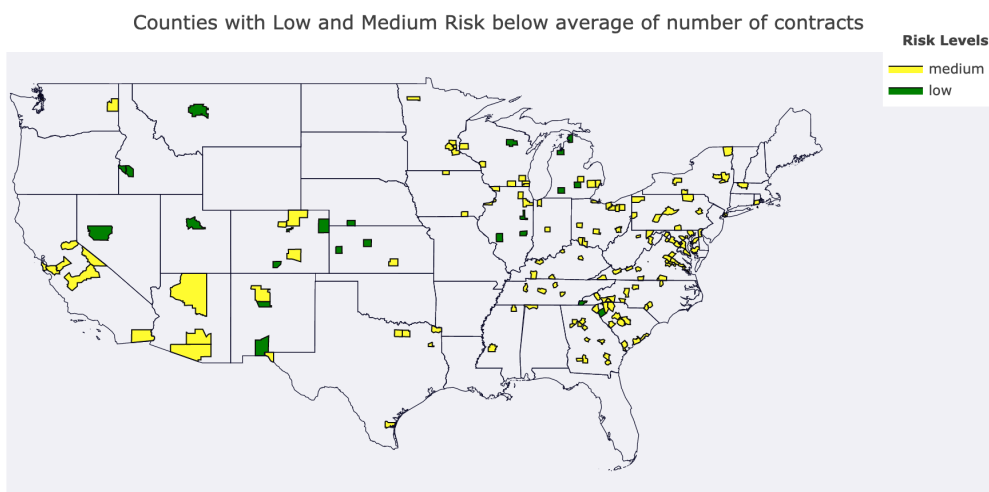 Counties with Low and Medium Risk below average of number of contracts
Risk Levels
medium
low